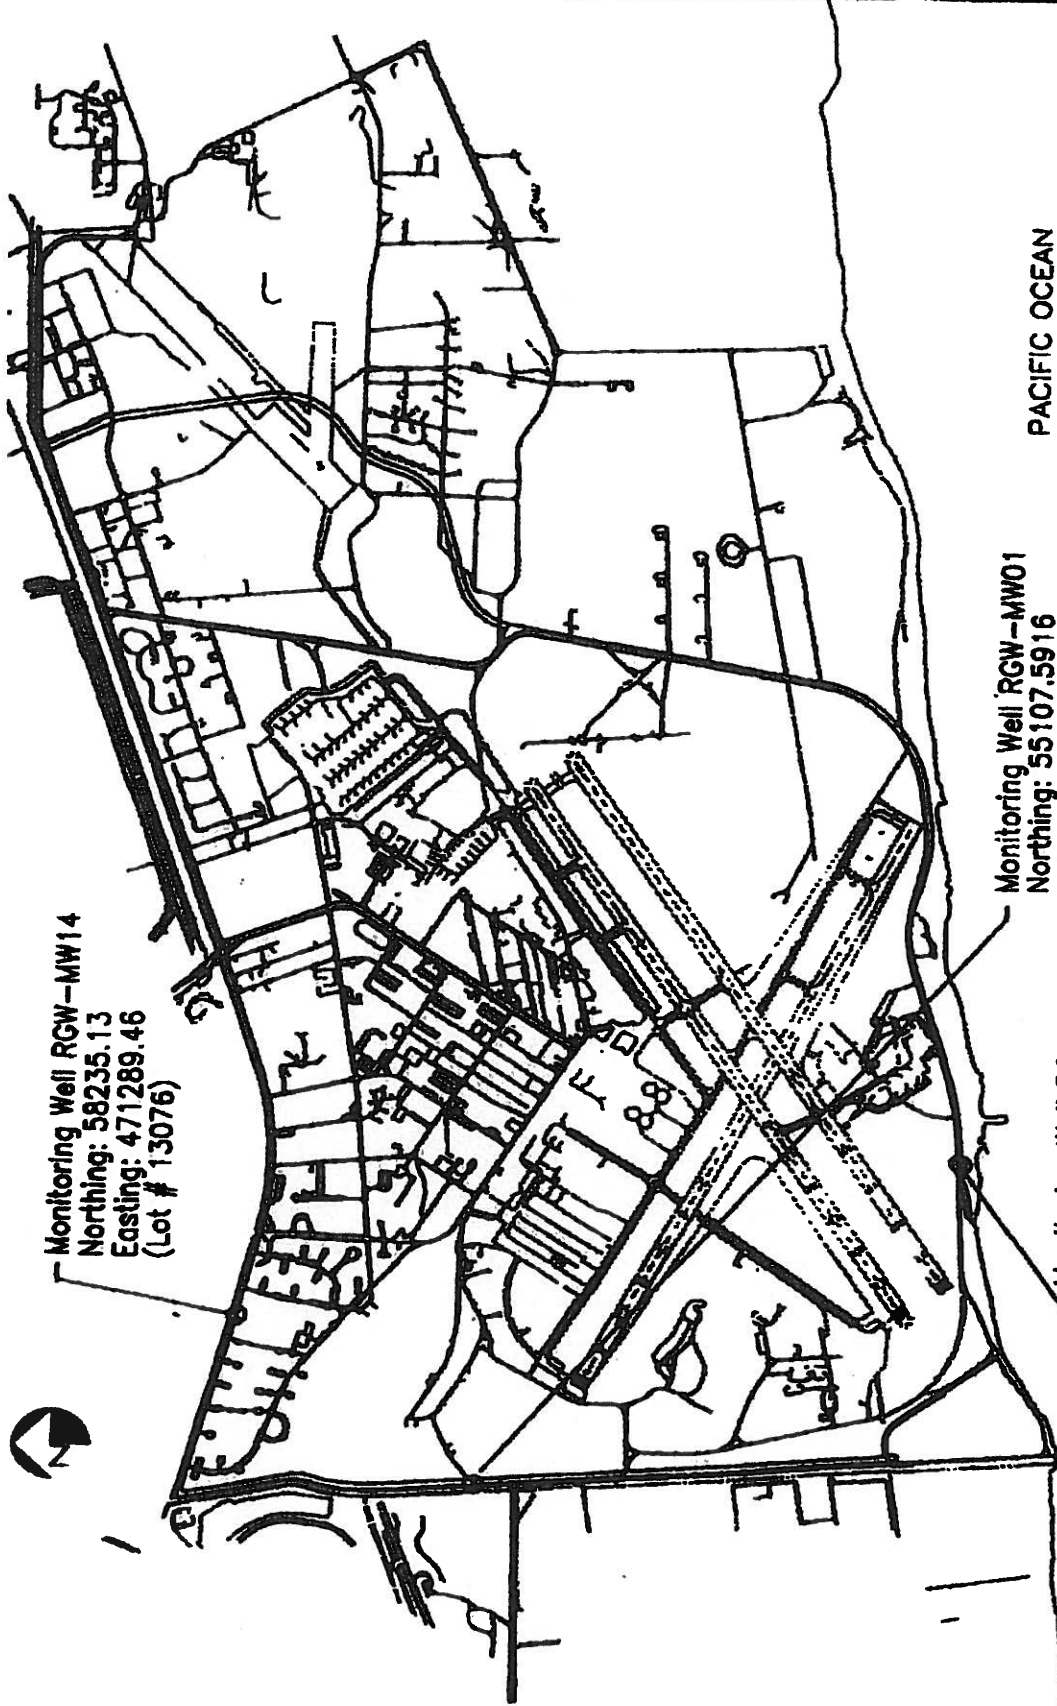 Monitoring Well RGW-MW14
Northing: 58235.13
Easting: 471289.46
(Lot # 13076)
N
Monitoring Well RGW-MW01
Northing: 55107.5916
PACIFIC OCEAN